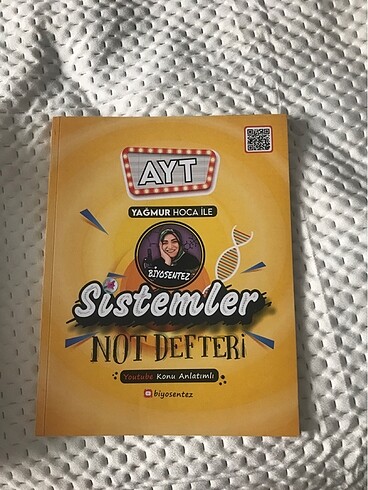 AYT
YAĞMUR HOCA İLE
BİYOSENTEZ
Sistemler
NOT DEFTERİ
Youtube Konu Anlatımlı
biyosentez